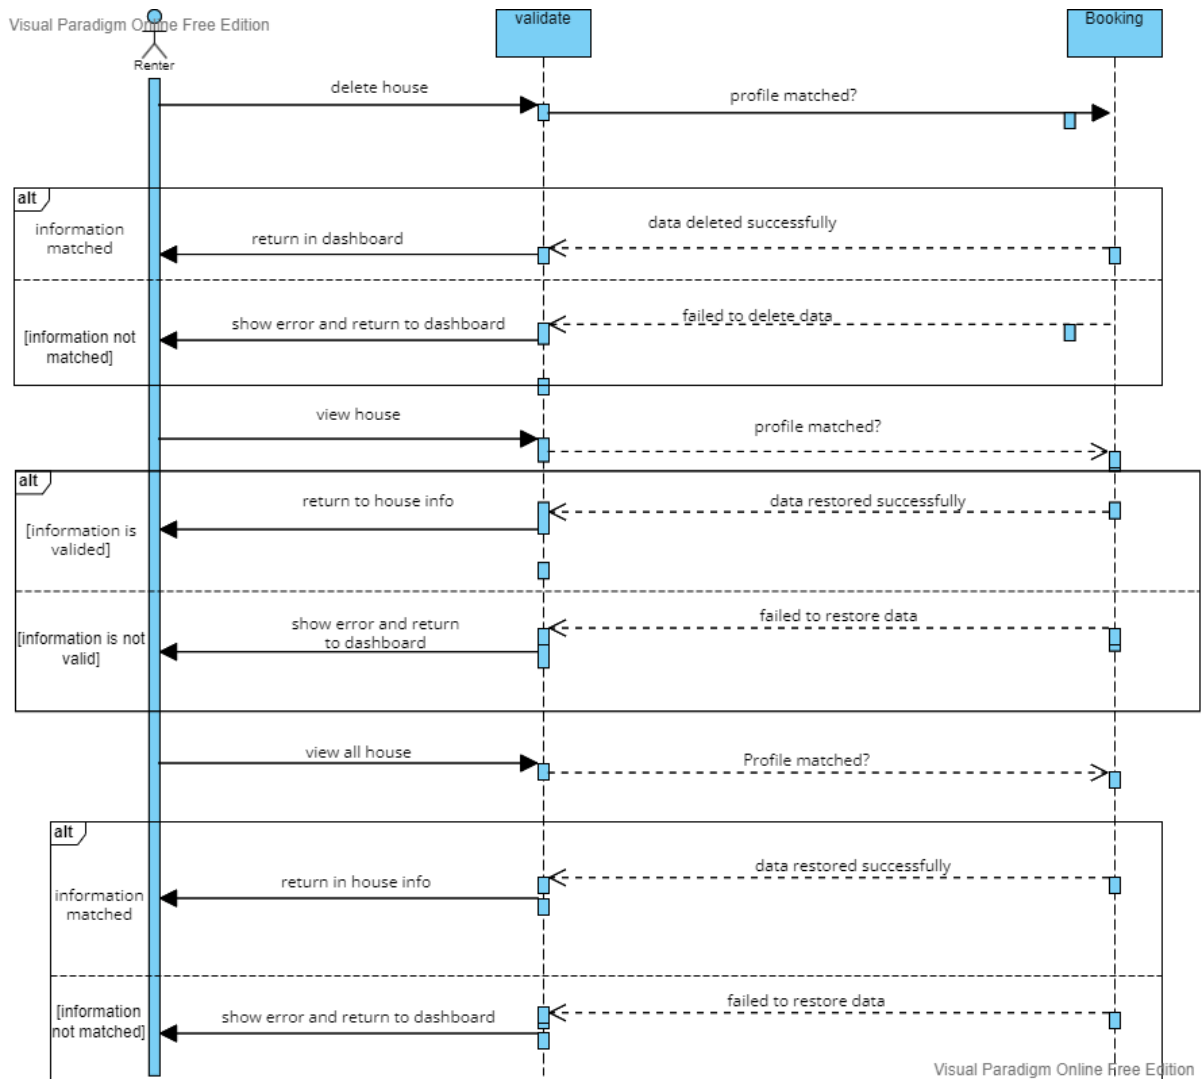 Visual Paradigm Online Free Edition
validate
Booking
Renter
delete house
profile matched?
alt
information
matched
return in dashboard
data deleted successfully
[information not
matched]
show error and return to dashboard
failed to delete data
view house
profile matched?
alt
[information is
valided]
return to house info
data restored successfully
[information is not
valid]
show error and return
to dashboard
failed to restore data
view all house
Profile matched?
alt
information
matched
return in house info
data restored successfully
[information
not matched]
show error and return to dashboard
failed to restore data
Visual Paradigm Online Free Edition